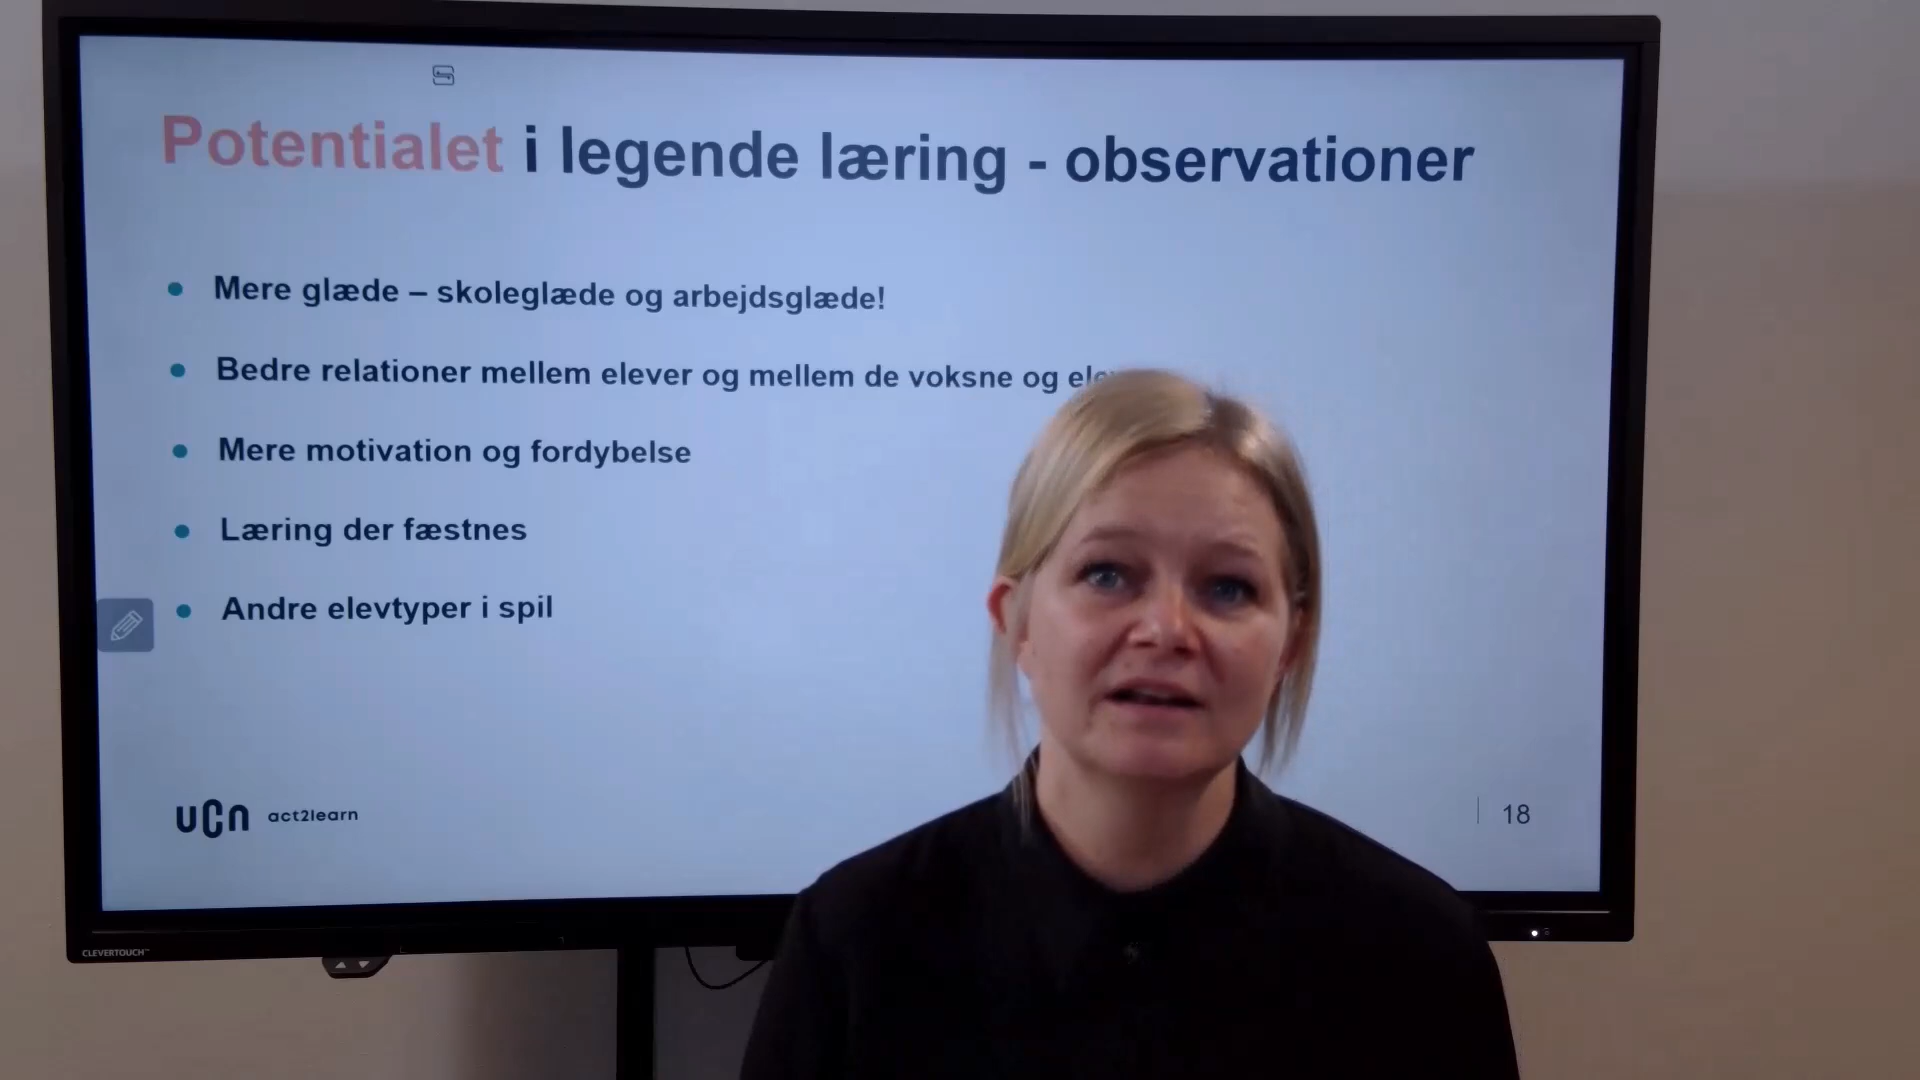 Potentialet i legende læring - observationer
Mere glæde – skoleglæde og arbejdsglæde!
Bedre relationer mellem elever og mellem de voksne og
Mere motivation og fordybelse
Læring der fæstnes
Andre elevtyper i spil
ucn act2learn
18
CLEVERTOUCH™